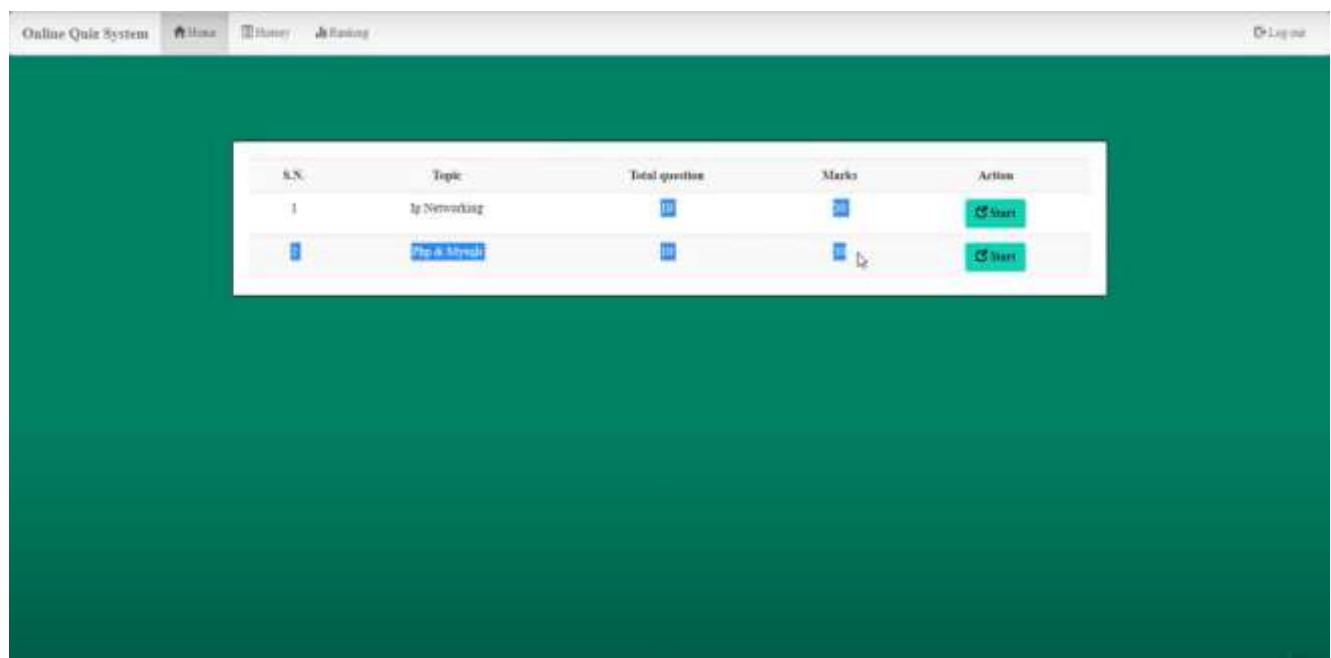 Online Quiz System Home History Ranking Log out
S.N. Topic Total question Marks Action
1 Ip Networking 10 20 Start
2 Php & Mysqli 10 Start